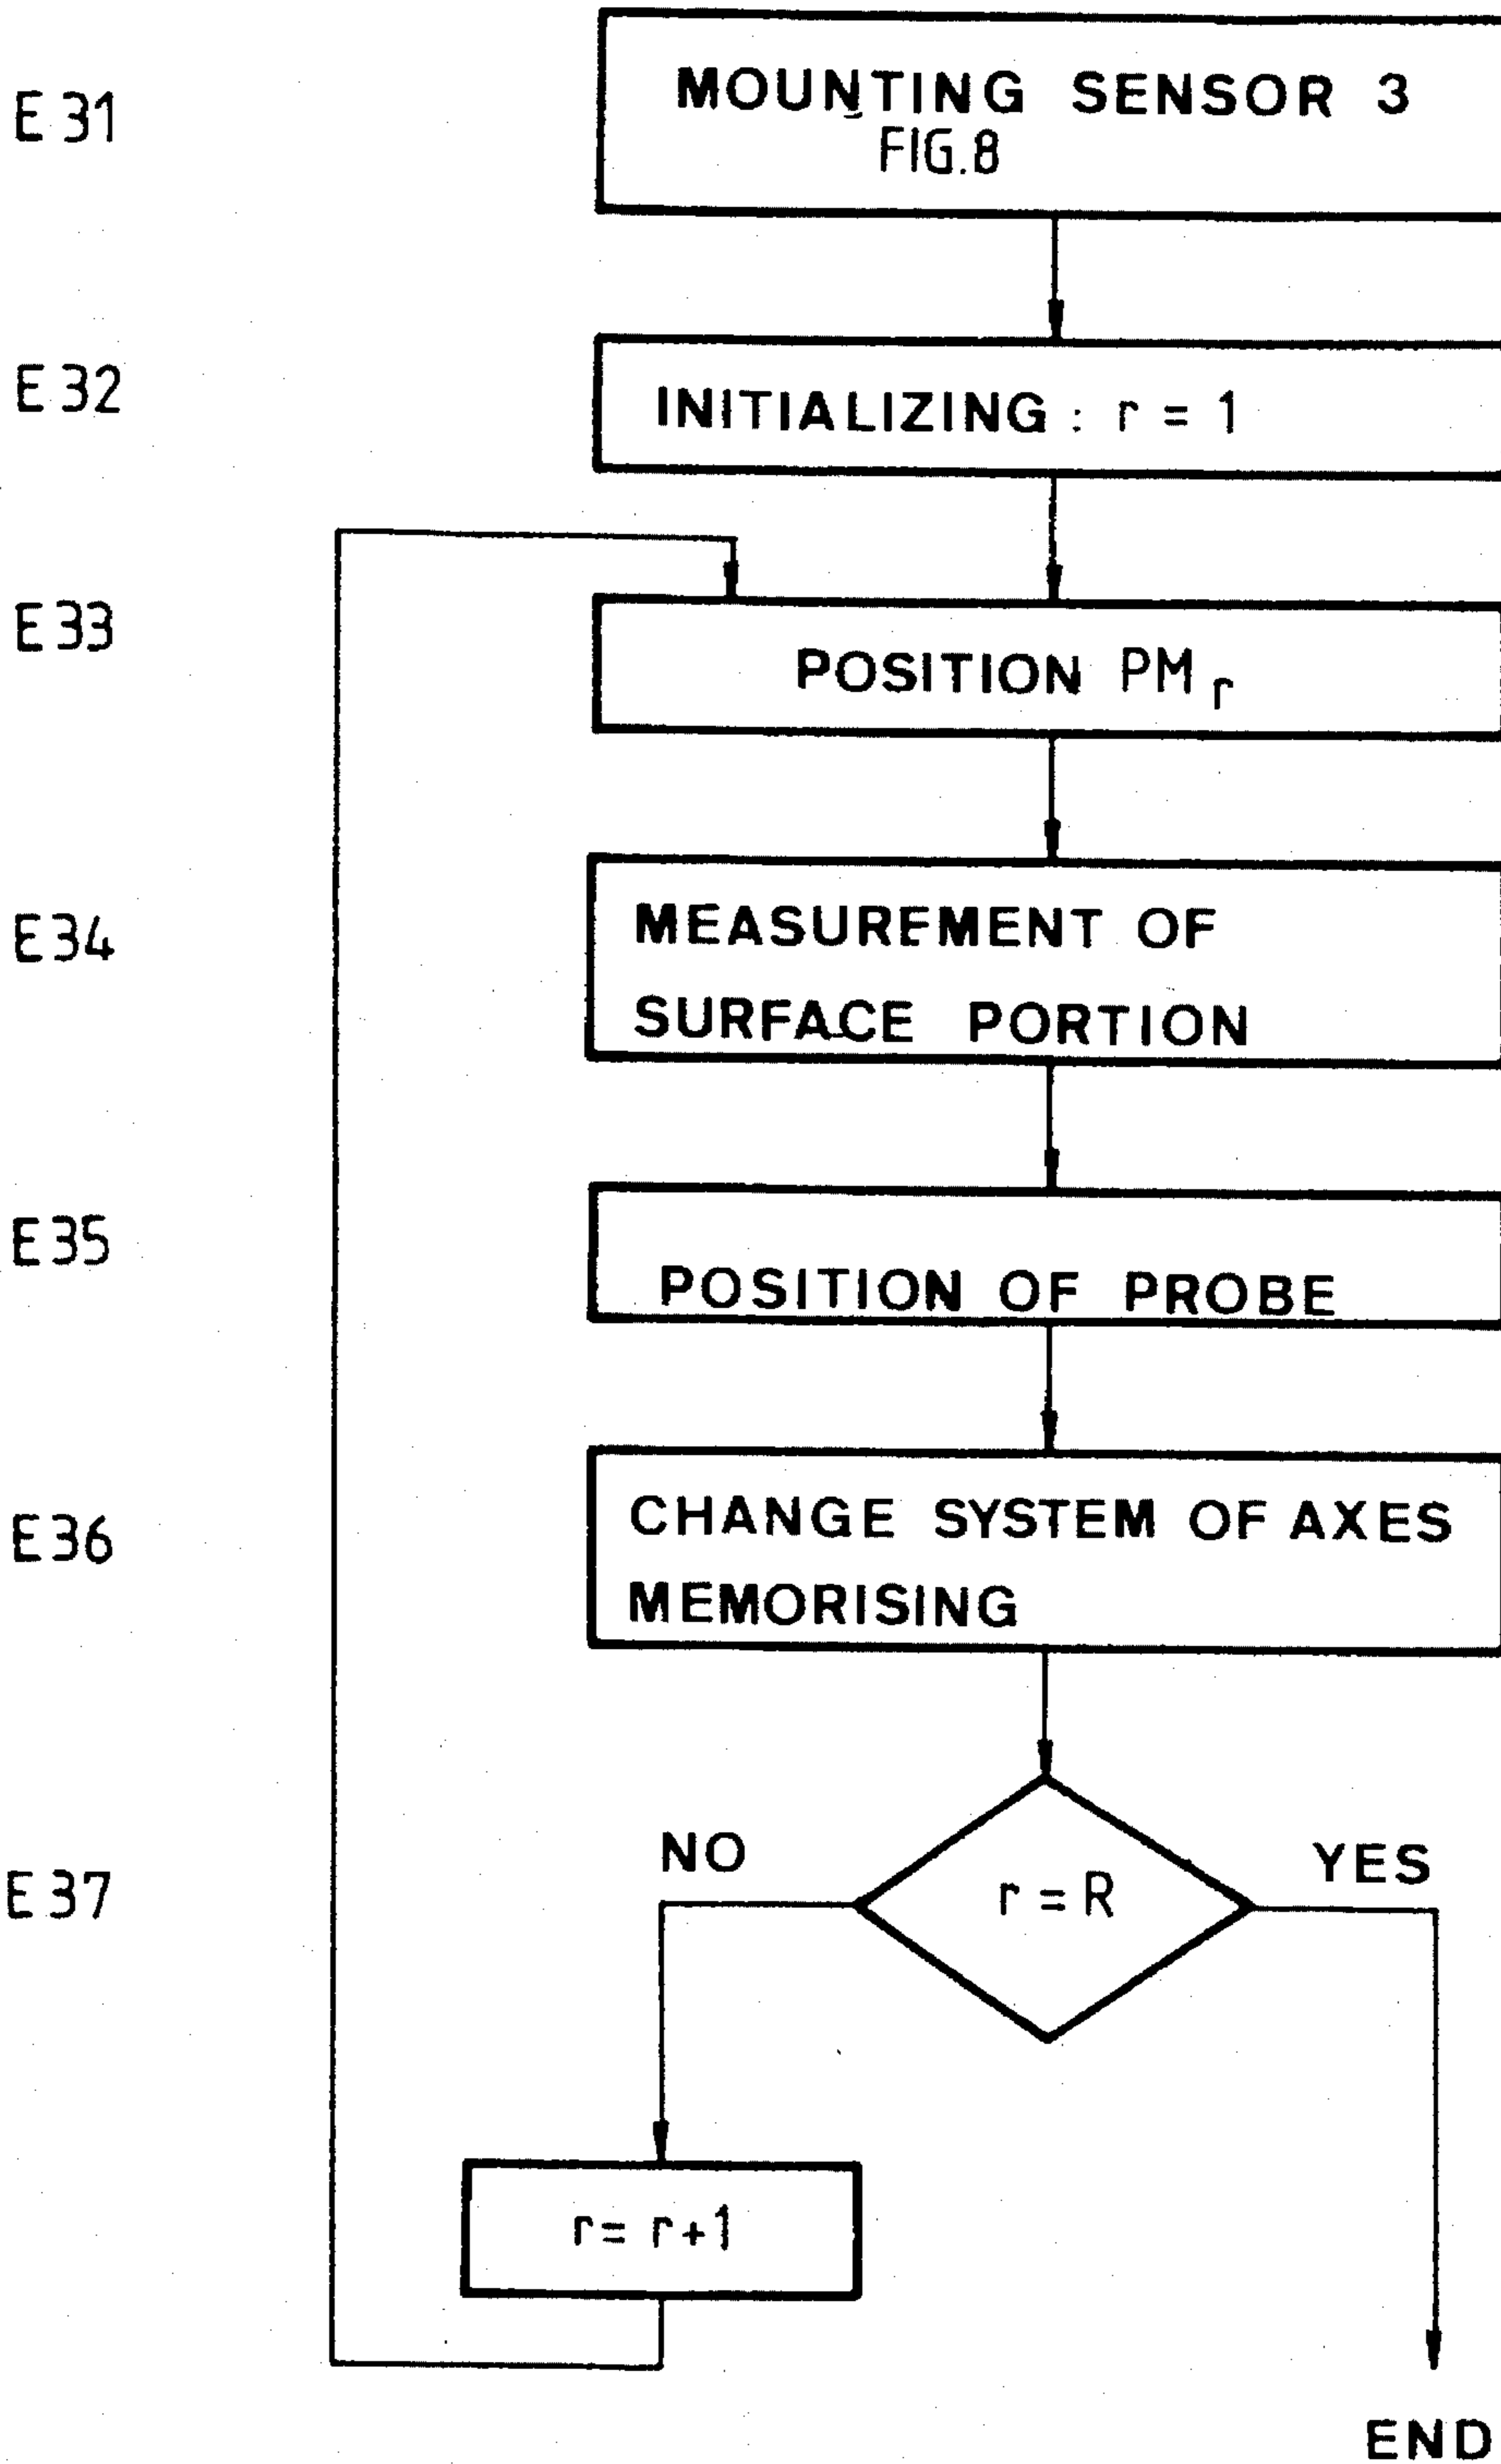 E31
MOUNTING SENSOR 3
FIG.8
E32
INITIALIZING : r = 1
E33
POSITION PM r
E34
MEASUREMENT OF
SURFACE PORTION
E35
POSITION OF PROBE
E36
CHANGE SYSTEM OF AXES
MEMORISING
E37
NO
r = R
YES
r = r+1
END